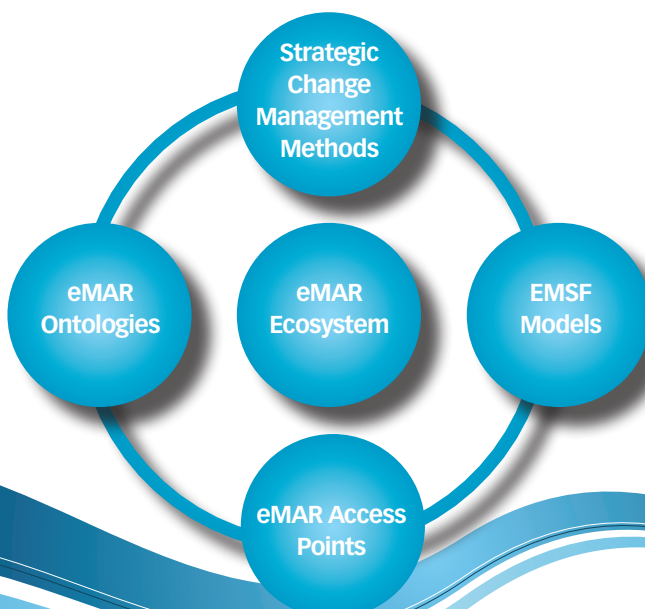 Strategic
Change
Management
Methods
eMAR
Ontologies
eMAR
Ecosystem
EMSF
Models
eMAR Access
Points